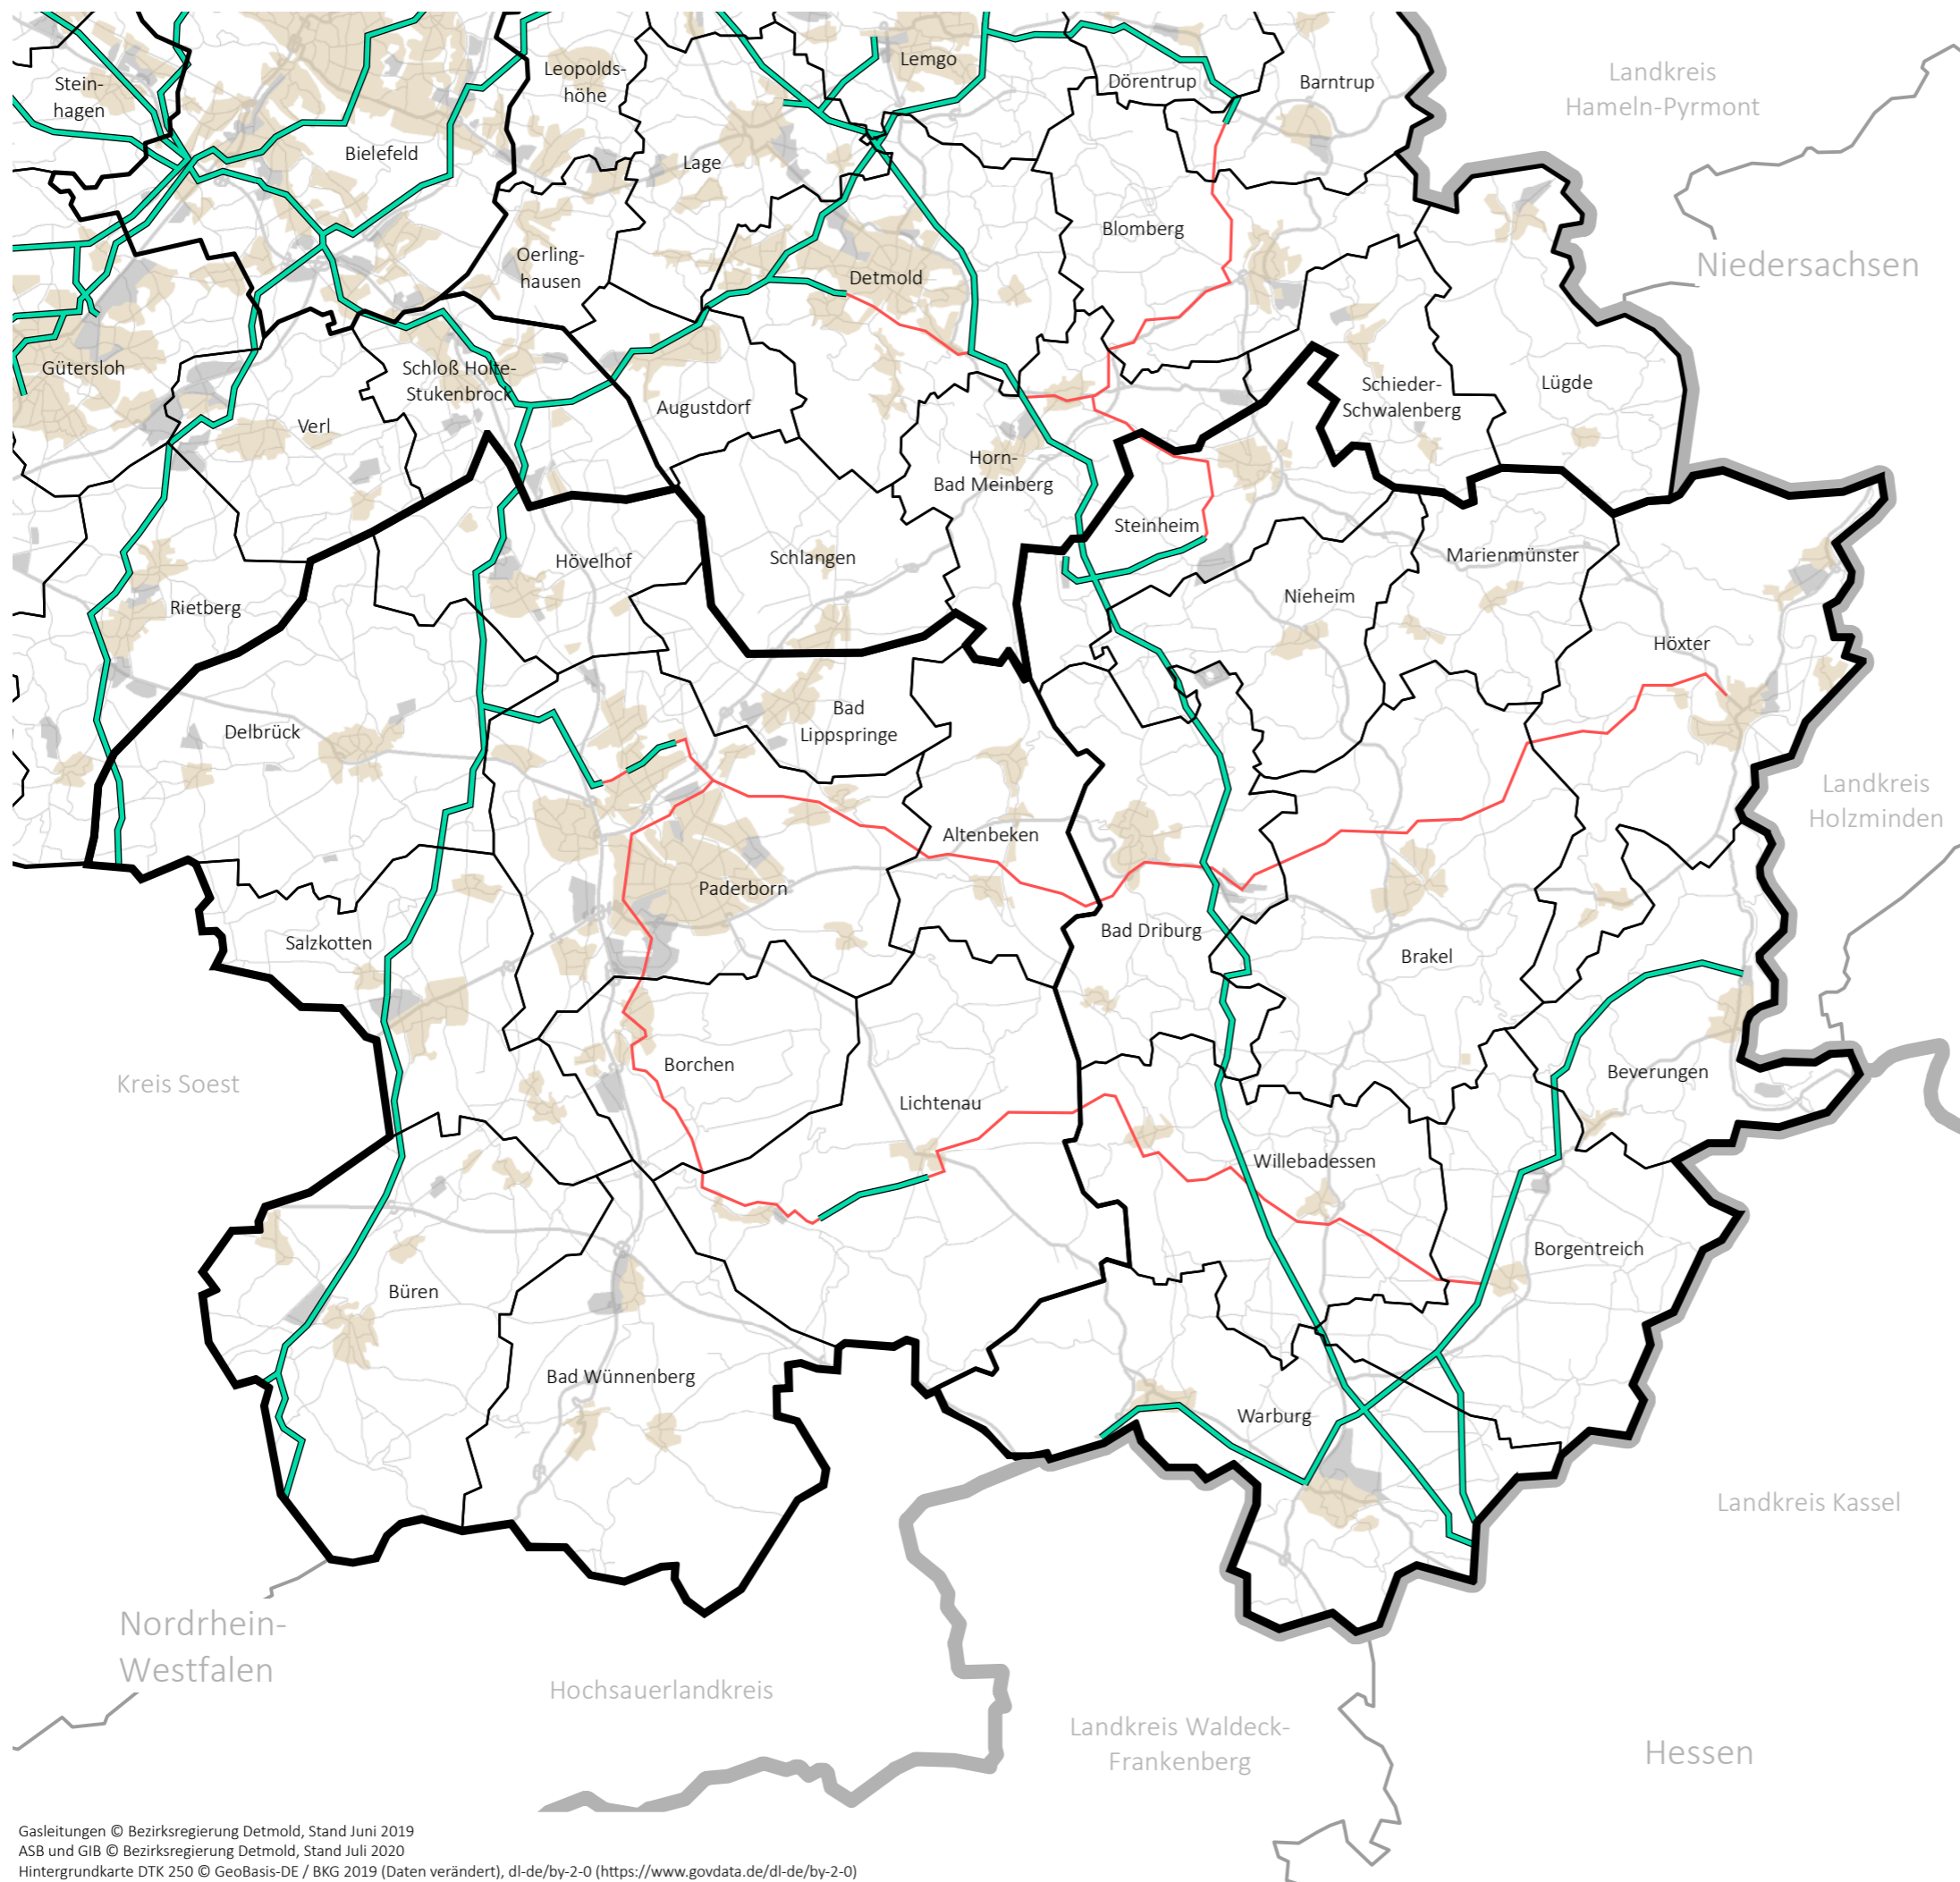 Stein-
hagen
Leopolds-
höhe
Lemgo
Dörentrup
Barntrup
Landkreis
Hameln-Pyrmont
Bielefeld
Lage
Oerling-
hausen
Detmold
Blomberg
Niedersachsen
Gütersloh
Verl
Schloß Holte-
Stukenbrock
Augustdorf
Schieder-
Schwalenberg
Lügde
Horn-
Bad Meinberg
Steinheim
Rietberg
Hövelhof
Schlangen
Nieheim
Marienmünster
Höxter
Delbrück
Bad
Lippspringe
Landkreis
Holzminden
Altenbeken
Paderborn
Salzkotten
Bad Driburg
Brakel
Kreis Soest
Borchen
Lichtenau
Beverungen
Willebadessen
Borgentreich
Büren
Bad Wünnenberg
Warburg
Landkreis Kassel
Nordrhein-
Westfalen
Hochsauerlandkreis
Landkreis Waldeck-
Frankenberg
Hessen
Gasleitungen © Bezirksregierung Detmold, Stand Juni 2019
ASB und GIB © Bezirksregierung Detmold, Stand Juli 2020
Hintergrundkarte DTK 250 © GeoBasis-DE / BKG 2019 (Daten verändert), dl-de/by-2-0 (https://www.govdata.de/dl-de/by-2-0)